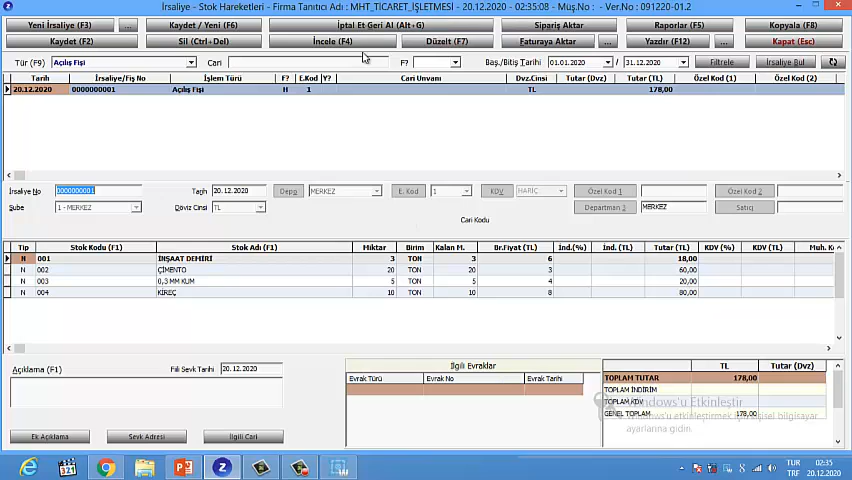 İrsaliye - Stok Hareketleri - Firma Tanıtıcı Adı : MHT_TİCARET_İŞLETMESİ - 20.12.2020 - 02:35:08 - Müş.No : - Ver.No : 091220-01.2
Yeni İrsaliye (F3) ... Kaydet / Yeni (F6) İptal Et Geri Al (Alt+G) Sipariş Aktar Raporlar (F5) Kopyala (F8)
Kaydet (F2) Sil (Ctrl+Del) İncele (F4) Düzelt (F7) Faturaya Aktar ... Yazdır (F12) ... Kapat (Esc)
Tür (F9) Açılış Fişi Cari F? Baş./Bitiş Tarihi 01.01.2020 / 31.12.2020 Filtrele İrsaliye Bul
Tarih İrsaliye/Fiş No İşlem Türü F? E.Kod Y? Cari Unvanı Dvz.Cinsi Tutar (Dvz) Tutar (TL) Özel Kod (1) Özel Kod (2)
20.12.2020 0000000001 Açılış Fişi H 1 TL 178,00
İrsaliye No 0000000001 Tarih 20.12.2020 Depo MERKEZ E. Kod 1 KDV HARİÇ Özel Kod 1 Özel Kod 2
Şube 1 - MERKEZ Döviz Cinsi TL Departman 3 MERKEZ Satıcı
Cari Kodu
Tip Stok Kodu (F1) Stok Adı (F1) Miktar Birim Kalan M. Br.Fiyat (TL) İnd.(%) İnd. (TL) Tutar (TL) KDV (%) KDV (TL) Muh. K
N 001 İNŞAAT DEMİRİ 3 TON 3 6 18,00
N 002 ÇİMENTO 20 TON 20 3 60,00
N 003 0,3 MM KUM 5 TON 5 4 20,00
N 004 KİREÇ 10 TON 10 8 80,00
Açıklama (F1) Fiili Sevk Tarihi 20.12.2020
İlgili Evraklar
Evrak Türü Evrak No Evrak Tarihi
TL Tutar (Dvz)
TOPLAM TUTAR 178,00
TOPLAM İNDİRİM
TOPLAM KDV
GENEL TOPLAM 178,00
Windows'u Etkinleştir
Windows'u etkinleştirmek için kişisel bilgisayar
ayarlarına gidin.
Ek Açıklama Sevk Adresi İlgili Cari
TUR 02:35
TRF 20.12.2020